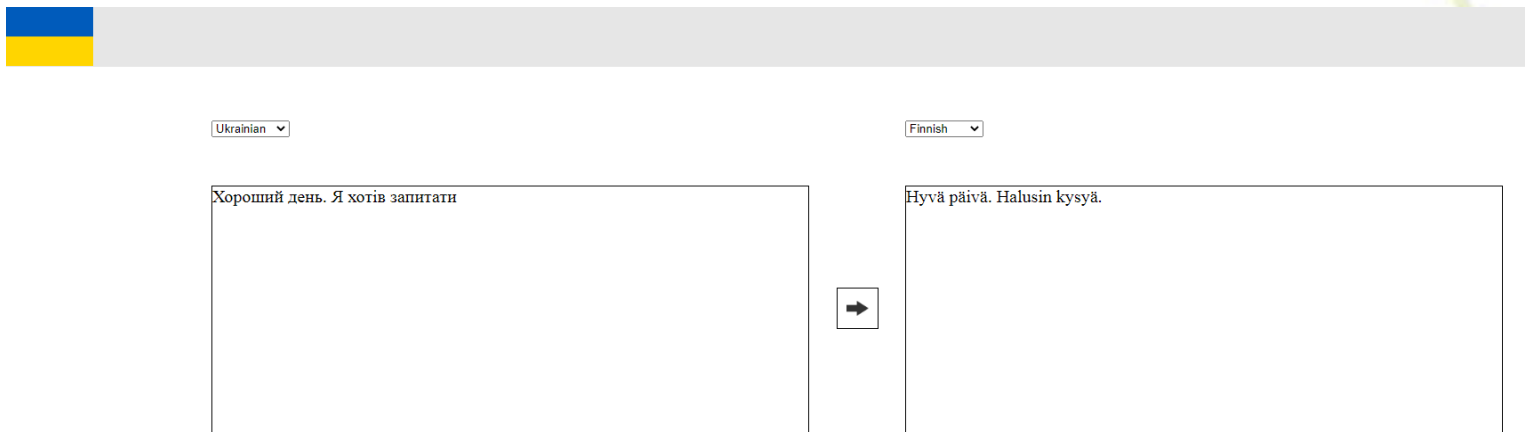 Ukrainian
Finnish
Хороший день. Я хотів запитати
Hyvä päivä. Halusin kysyä.